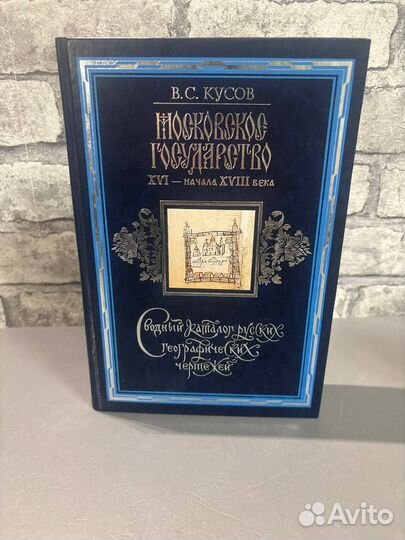 В.С. КУСОВ
МОСКОВСКОЕ
ГОСУДАРСТВО
XVI — НАЧАЛА XVIII ВЕКА
Сводный каталог русских
географических
чертежей
Avito